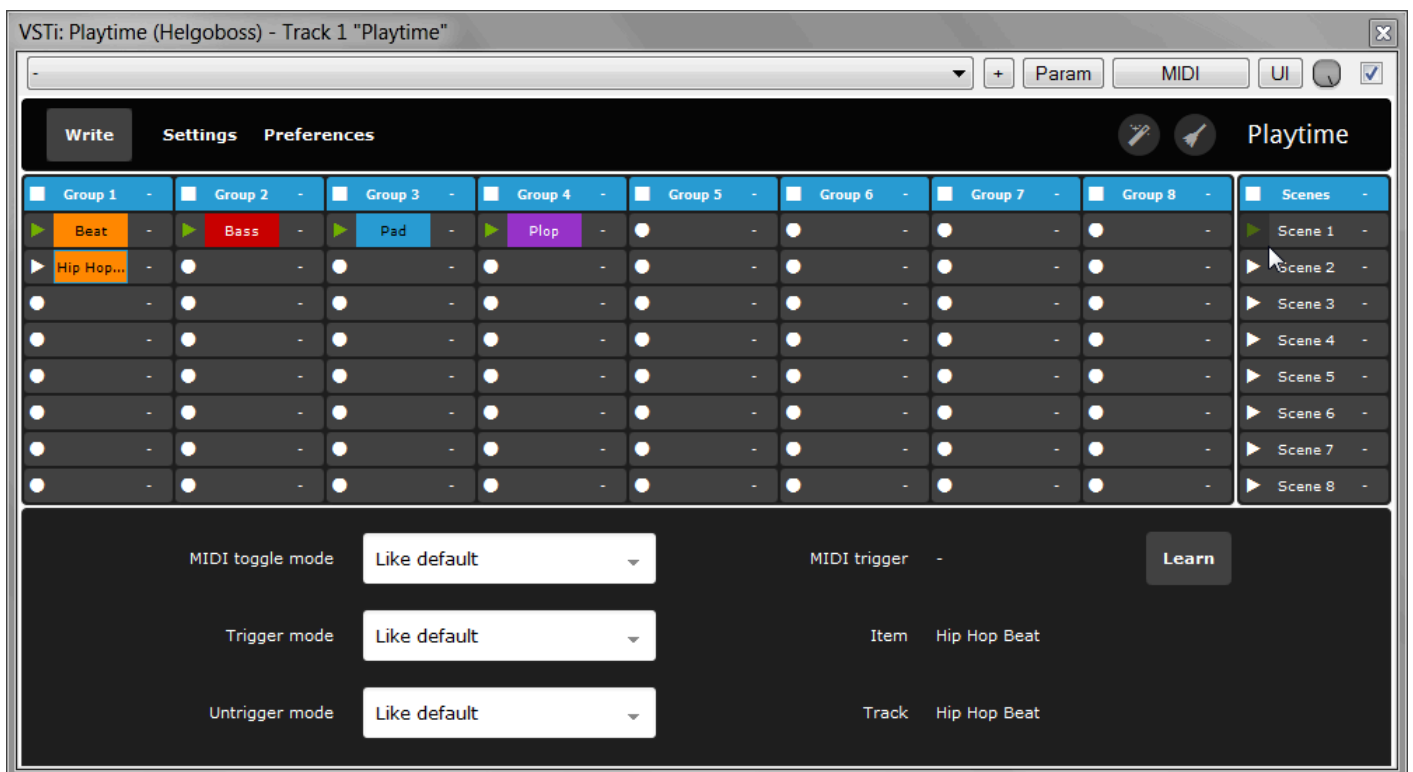 VSTi: Playtime (Helgoboss) - Track 1 "Playtime"
- + Param MIDI UI
Write Settings Preferences Playtime
Group 1 - Group 2 - Group 3 - Group 4 - Group 5 - Group 6 - Group 7 - Group 8 - Scenes -
Beat - Bass - Pad - Plop - - - - - Scene 1 -
Hip Hop... - - - - - - - - Scene 2 -
- - - - - - - - Scene 3 -
- - - - - - - - Scene 4 -
- - - - - - - - Scene 5 -
- - - - - - - - Scene 6 -
- - - - - - - - Scene 7 -
- - - - - - - - Scene 8 -
MIDI toggle mode Like default MIDI trigger - Learn
Trigger mode Like default Item Hip Hop Beat
Untrigger mode Like default Track Hip Hop Beat